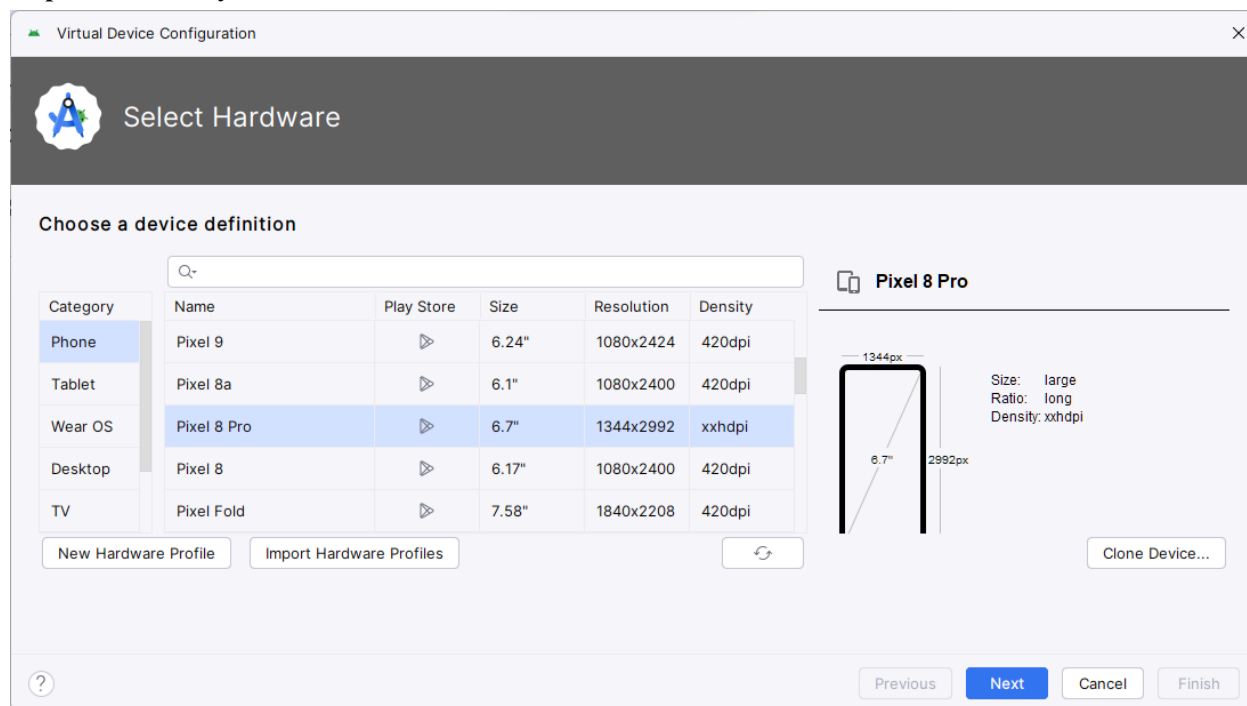 Virtual Device Configuration
Select Hardware
Choose a device definition
Category
Phone
Tablet
Wear OS
Desktop
TV
Name Play Store Size Resolution Density
Pixel 9 6.24" 1080x2424 420dpi
Pixel 8a 6.1" 1080x2400 420dpi
Pixel 8 Pro 6.7" 1344x2992 xxhdpi
Pixel 8 6.17" 1080x2400 420dpi
Pixel Fold 7.58" 1840x2208 420dpi
New Hardware Profile Import Hardware Profiles
Pixel 8 Pro
1344px
6.7" 2992px
Size: large
Ratio: long
Density: xxhdpi
Clone Device...
? Previous Next Cancel Finish